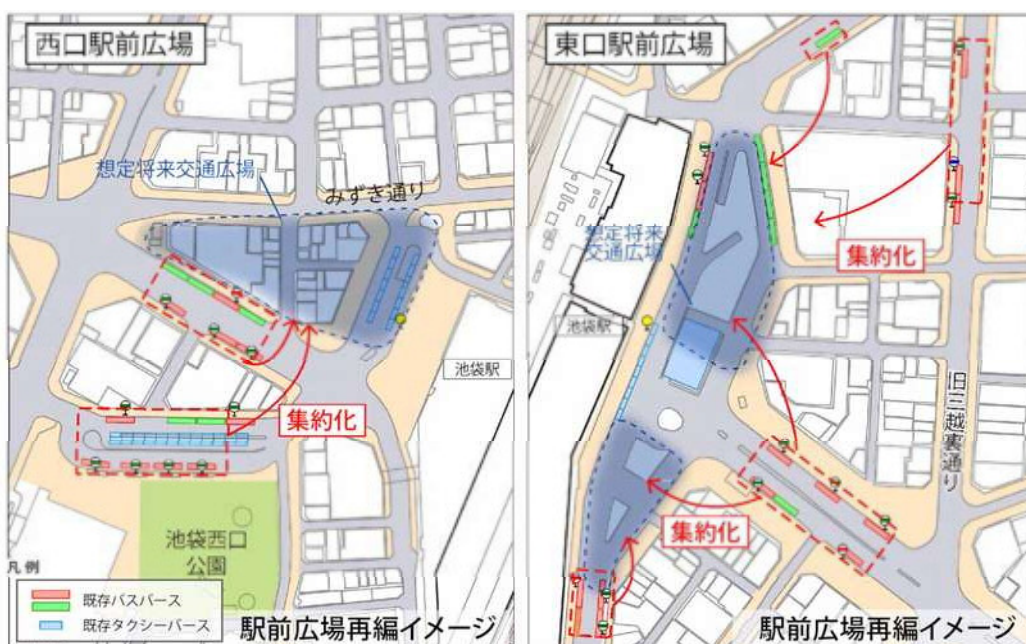 西口駅前広場
想定将来交通広場
みずき通り
池袋駅
集約化
池袋西口
公園
凡例
既存バスバース
既存タクシーバース
駅前広場再編イメージ
東口駅前広場
想定将来
交通広場
集約化
池袋駅
旧三越裏通り
集約化
駅前広場再編イメージ